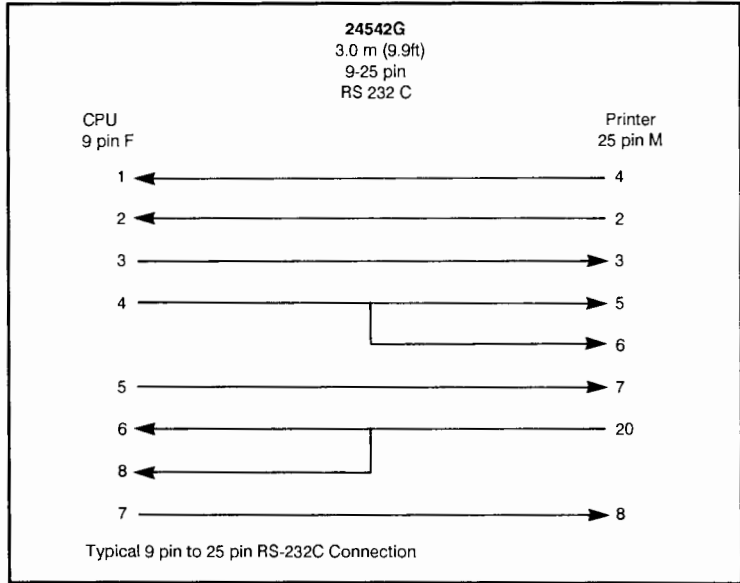 24542G
3.0 m (9.9ft)
9-25 pin
RS 232 C
CPU Printer
9 pin F 25 pin M
1 4
2 2
3 3
4 5
6
5 7
6 20
8
7 8
Typical 9 pin to 25 pin RS-232C Connection